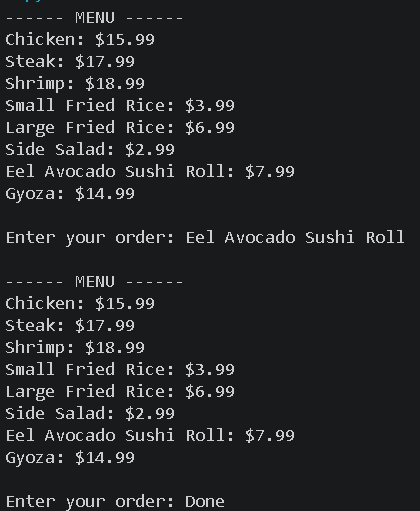 ------ MENU ------
Chicken: $15.99
Steak: $17.99
Shrimp: $18.99
Small Fried Rice: $3.99
Large Fried Rice: $6.99
Side Salad: $2.99
Eel Avocado Sushi Roll: $7.99
Gyoza: $14.99
Enter your order: Eel Avocado Sushi Roll
------ MENU ------
Chicken: $15.99
Steak: $17.99
Shrimp: $18.99
Small Fried Rice: $3.99
Large Fried Rice: $6.99
Side Salad: $2.99
Eel Avocado Sushi Roll: $7.99
Gyoza: $14.99
Enter your order: Done